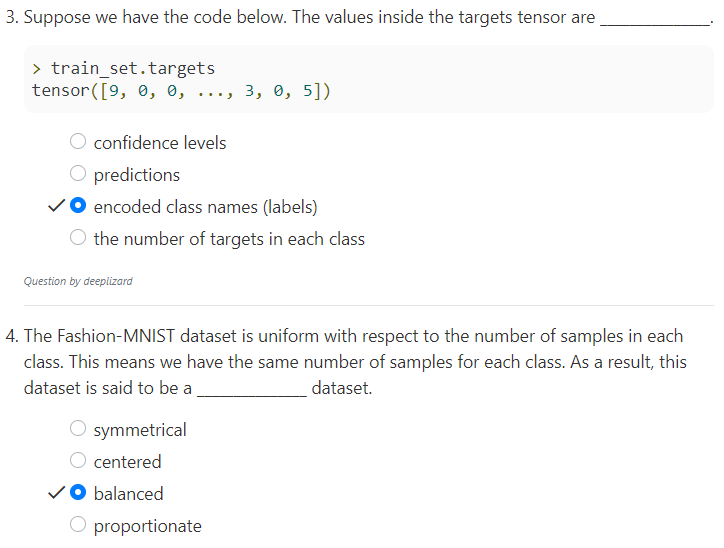 3. Suppose we have the code below. The values inside the targets tensor are _______________.
> train_set.targets
tensor([9, 0, 0, ..., 3, 0, 5])
confidence levels
predictions
encoded class names (labels)
the number of targets in each class
Question by deeplizard
4. The Fashion-MNIST dataset is uniform with respect to the number of samples in each
class. This means we have the same number of samples for each class. As a result, this
dataset is said to be a _______________ dataset.
symmetrical
centered
balanced
proportionate